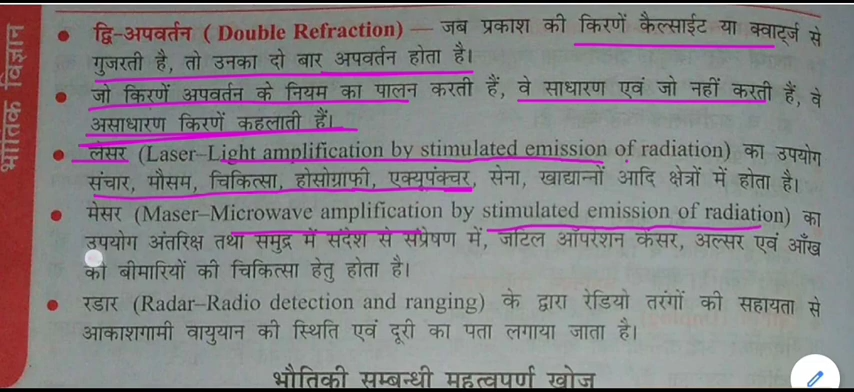 भौतिक विज्ञान
• द्वि-अपवर्तन ( Double Refraction) — जब प्रकाश की किरणें कैल्साईट या क्वार्ट्ज से
गुजरती है, तो उनका दो बार अपवर्तन होता है।
• जो किरणें अपवर्तन के नियम का पालन करती हैं, वे साधारण एवं जो नहीं करती हैं, वे
असाधारण किरणें कहलाती हैं।
• लेसर (Laser–Light amplification by stimulated emission of radiation) का उपयोग
संचार, मौसम, चिकित्सा, होसोग्राफी, एक्यूपंक्चर, सेना, खाद्यान्नों आदि क्षेत्रों में होता है।
• मेसर (Maser–Microwave amplification by stimulated emission of radiation) का
उपयोग अंतरिक्ष तथा समुद्र में संदेश से संप्रेषण में, जटिल ऑपरेशन कैंसर, अल्सर एवं आँख
की बीमारियों की चिकित्सा हेतु होता है।
• रडार (Radar–Radio detection and ranging) के द्वारा रेडियो तरंगों की सहायता से
आकाशगामी वायुयान की स्थिति एवं दूरी का पता लगाया जाता है।
भौतिकी सम्बन्धी महत्वपूर्ण खोज